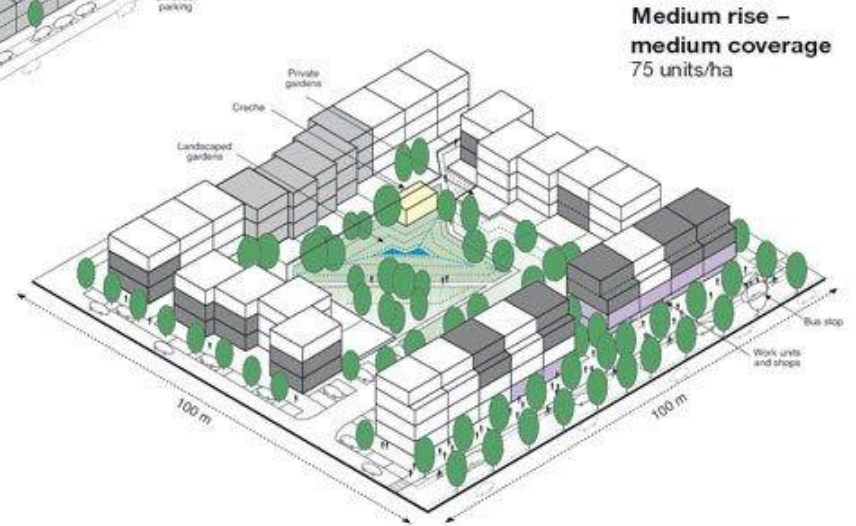 parking
Medium rise –
medium coverage
75 units/ha
Private
gardens
Creche
Landscaped
gardens
Bus stop
Work units
and shops
100 m
100 m